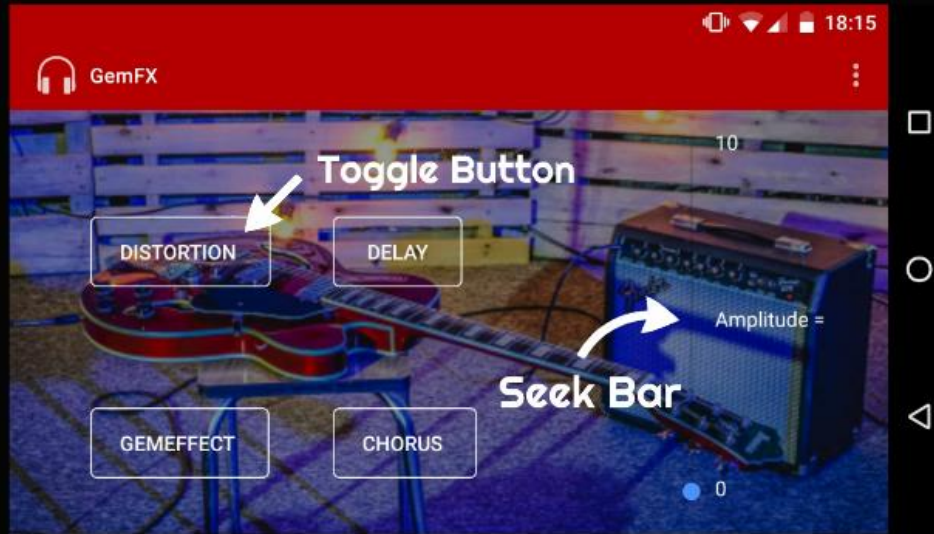 18:15
GemFX
10
Toggle Button
DISTORTION
DELAY
Amplitude =
Seek Bar
GEMEFFECT
CHORUS
0